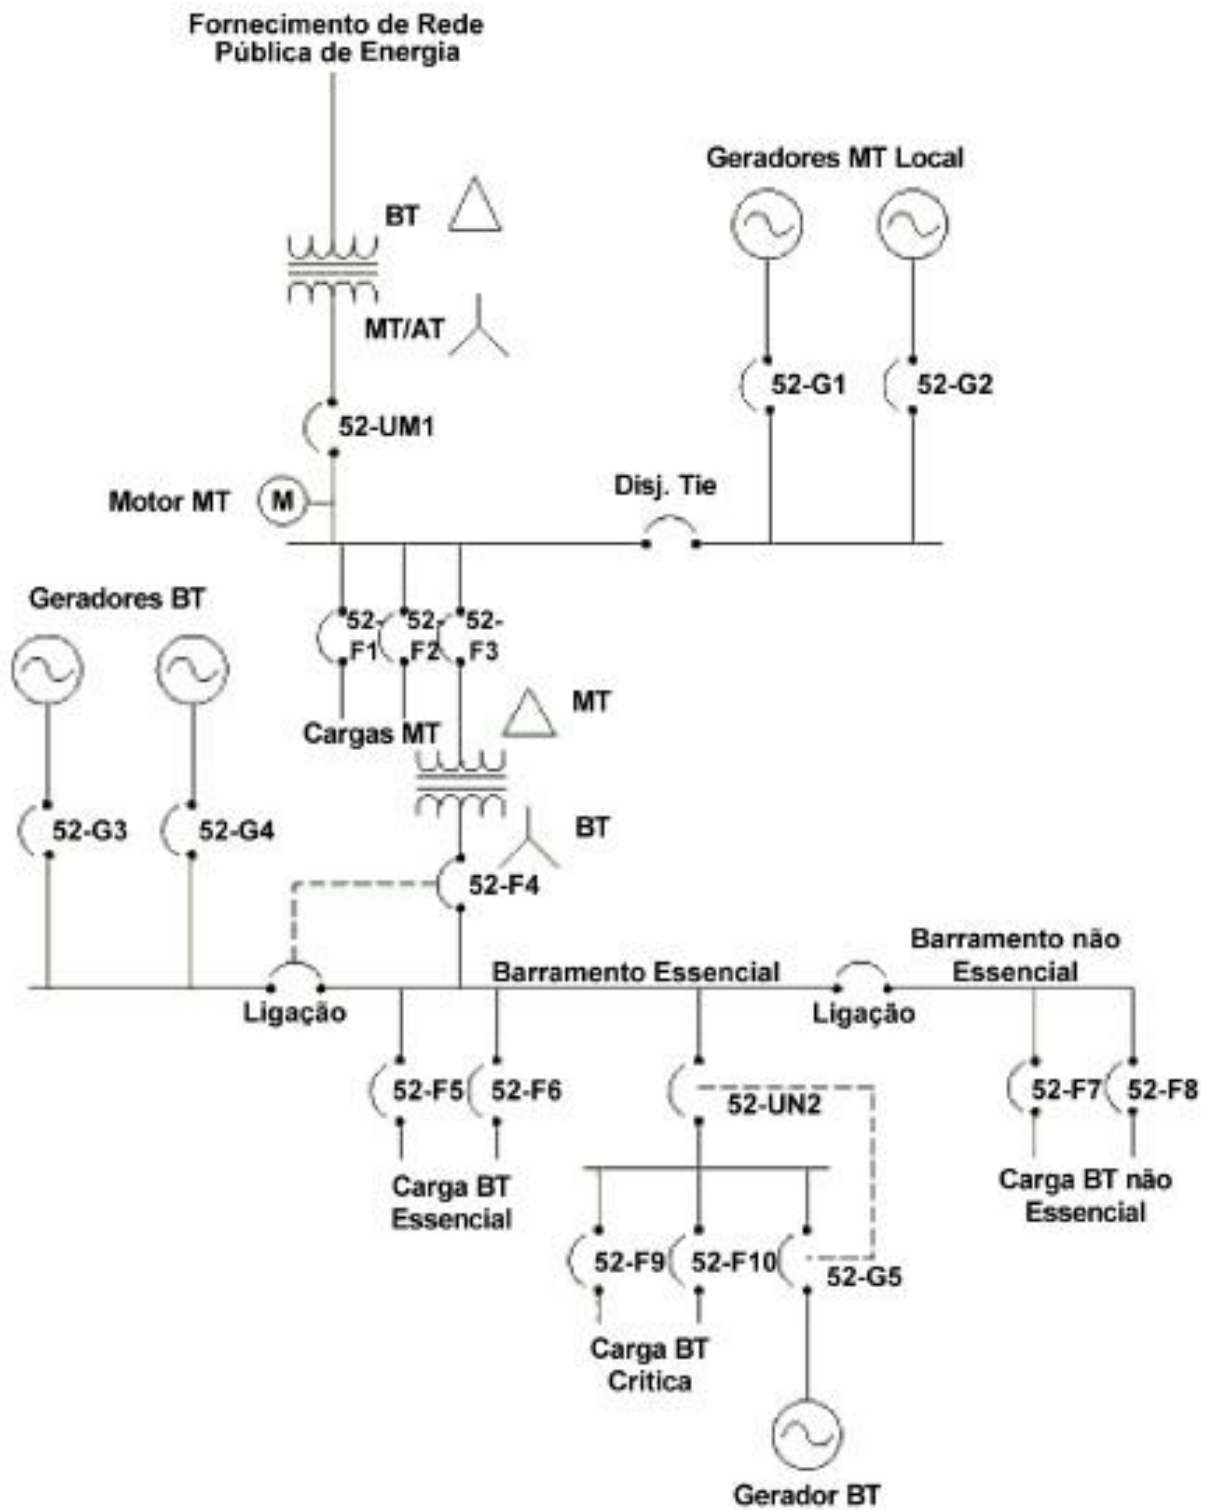 Fornecimento de Rede
Pública de Energia
Geradores MT Local
BT
MT/AT
52-G1
52-G2
52-UM1
Disj. Tie
Motor MT
M
Geradores BT
52-
F1
52-
F2
52-
F3
MT
Cargas MT
52-G3
52-G4
BT
52-F4
Barramento não
Essencial
Barramento Essencial
Ligação
Ligação
52-F5
52-F6
52-UN2
52-F7
52-F8
Carga BT
Essencial
Carga BT não
Essencial
52-F9
52-F10
52-G5
Carga BT
Critica
Gerador BT